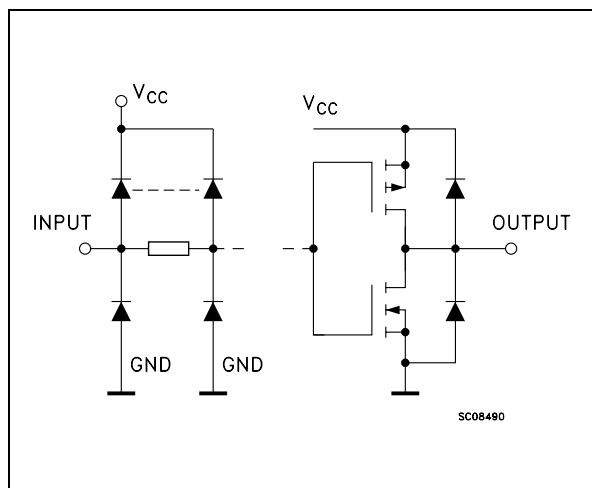 VCC
VCC
INPUT
OUTPUT
GND
GND
SC08490